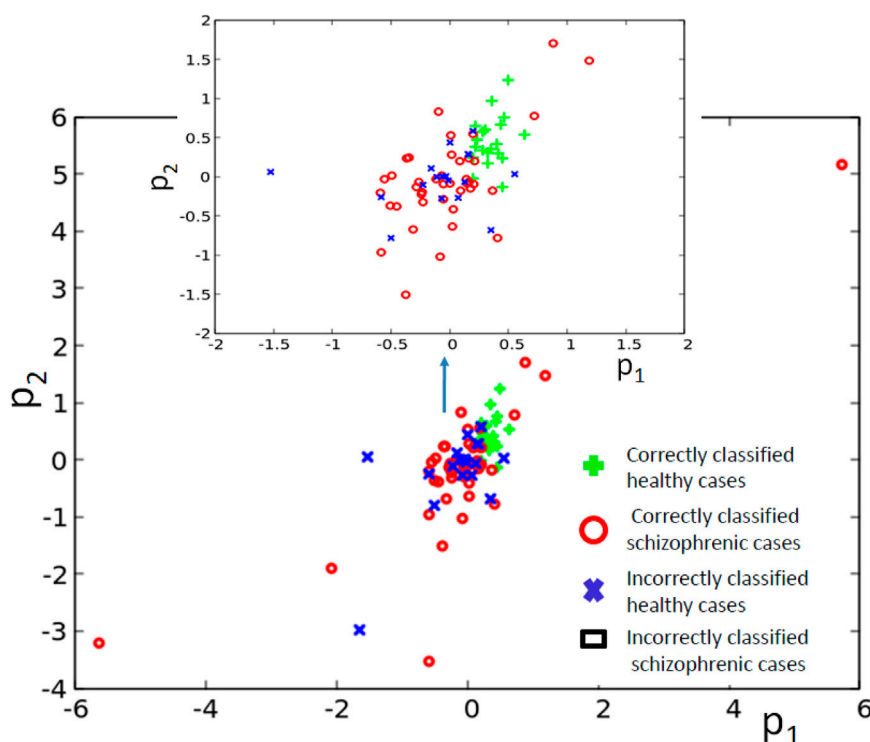 2
1.5
1
0.5
0
-0.5
-1
-1.5
-2
p2
-2 -1.5 -1 -0.5 0 0.5 1 1.5 2
p1
6
5
4
3
2
1
0
-1
-2
-3
-4
p2
Correctly classified
healthy cases
Correctly classified
schizophrenic cases
Incorrectly classified
healthy cases
Incorrectly classified
schizophrenic cases
-6 -4 -2 0 2 4 6
p1